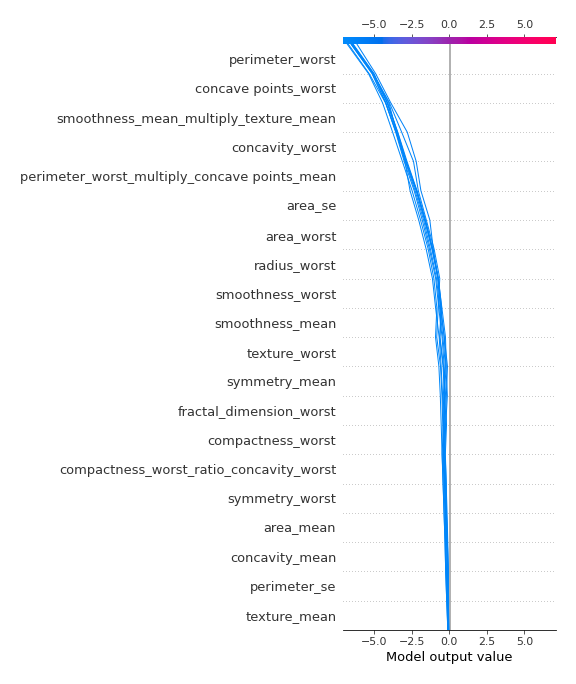 −5.0 −2.5 0.0 2.5 5.0
perimeter_worst
concave points_worst
smoothness_mean_multiply_texture_mean
concavity_worst
perimeter_worst_multiply_concave points_mean
area_se
area_worst
radius_worst
smoothness_worst
smoothness_mean
texture_worst
symmetry_mean
fractal_dimension_worst
compactness_worst
compactness_worst_ratio_concavity_worst
symmetry_worst
area_mean
concavity_mean
perimeter_se
texture_mean
−5.0 −2.5 0.0 2.5 5.0
Model output value